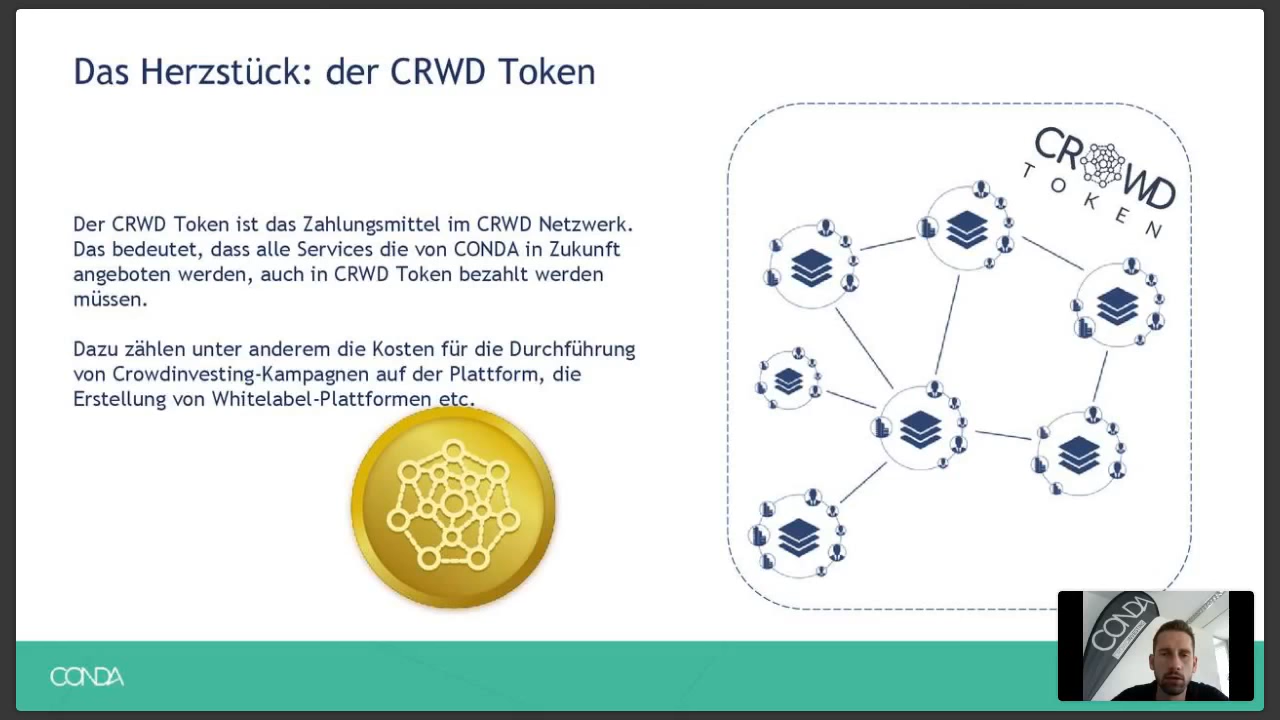 Das Herzstück: der CRWD Token
Der CRWD Token ist das Zahlungsmittel im CRWD Netzwerk.
Das bedeutet, dass alle Services die von CONDA in Zukunft
angeboten werden, auch in CRWD Token bezahlt werden
müssen.
Dazu zählen unter anderem die Kosten für die Durchführung
von Crowdinvesting-Kampagnen auf der Plattform, die
Erstellung von Whitelabel-Plattformen etc.
CROWD
TOKEN
CONDA
CONDA